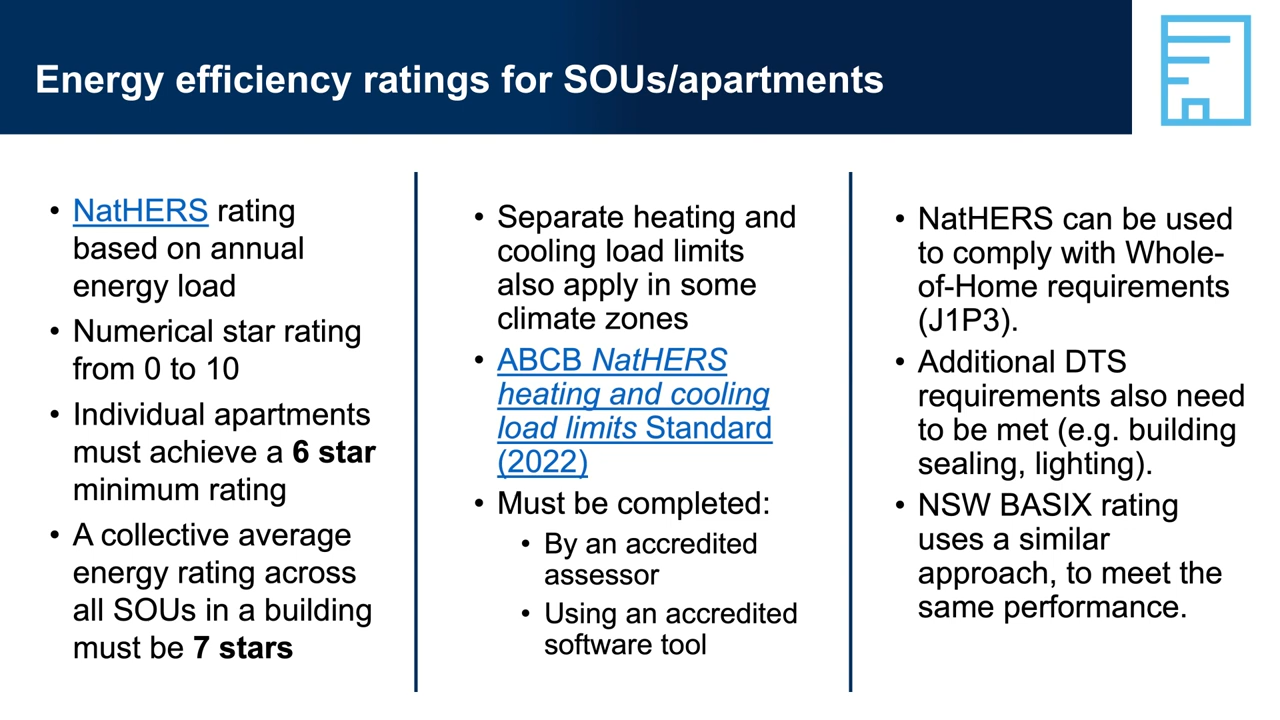 Energy efficiency ratings for SOUs/apartments
• NatHERS rating
based on annual
energy load
• Numerical star rating
from 0 to 10
• Individual apartments
must achieve a 6 star
minimum rating
• A collective average
energy rating across
all SOUs in a building
must be 7 stars
• Separate heating and
cooling load limits
also apply in some
climate zones
• ABCB NatHERS
heating and cooling
load limits Standard
(2022)
• Must be completed:
• By an accredited
assessor
• Using an accredited
software tool
• NatHERS can be used
to comply with Whole-
of-Home requirements
(J1P3).
• Additional DTS
requirements also need
to be met (e.g. building
sealing, lighting).
• NSW BASIX rating
uses a similar
approach, to meet the
same performance.